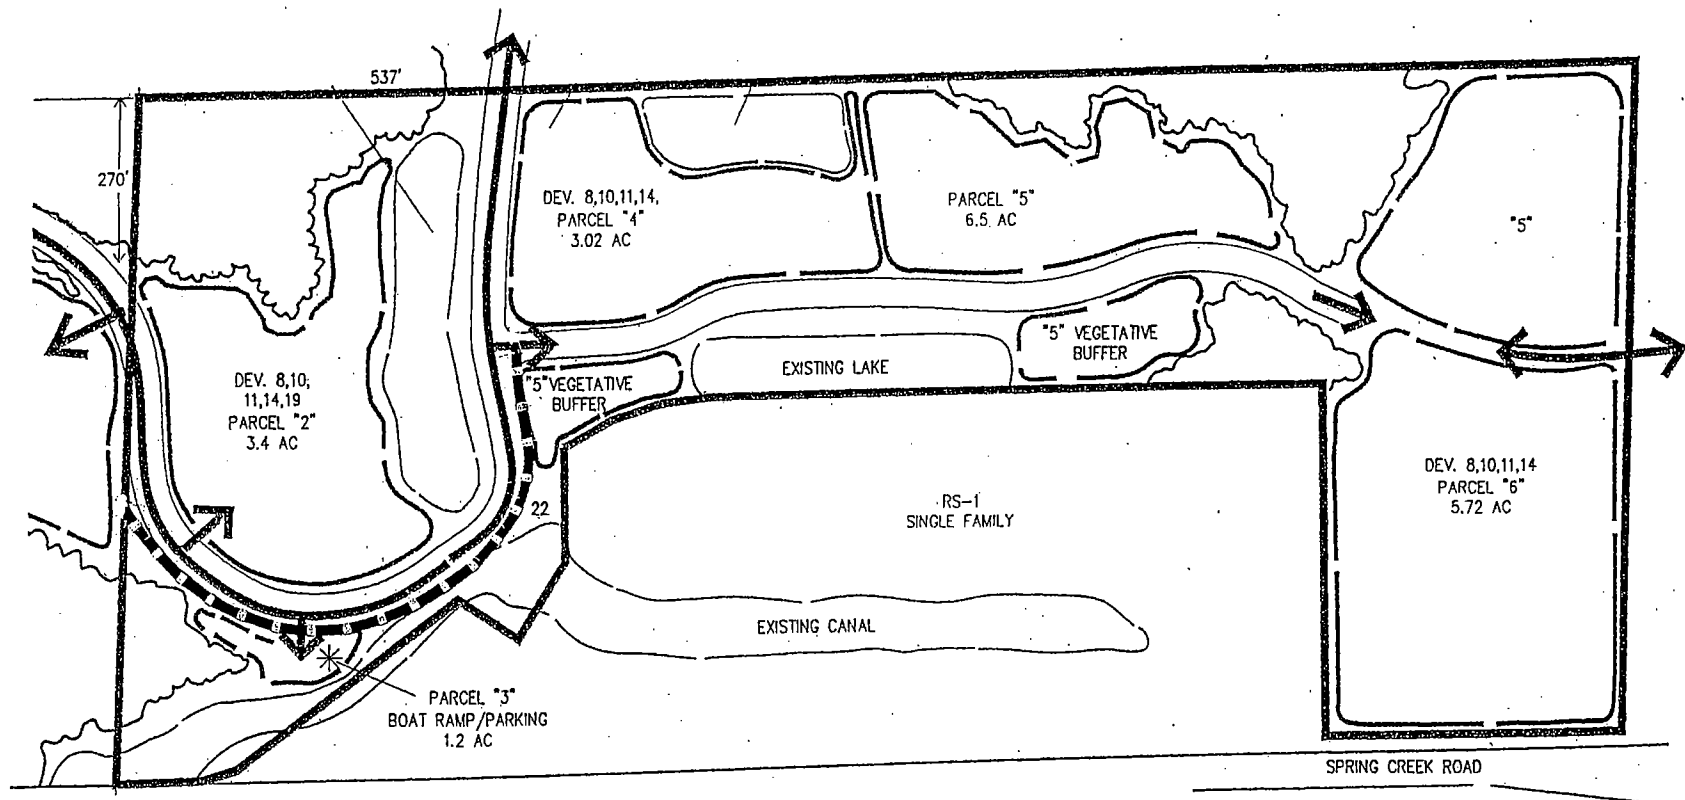 537'
270'
DEV. 8,10,11,14,
PARCEL "4"
3.02 AC
PARCEL "5"
6.5 AC
"5"
DEV. 8,10,
11,14,19
PARCEL "2"
3.4 AC
"5" VEGETATIVE
BUFFER
EXISTING LAKE
"5" VEGETATIVE
BUFFER
22
RS-1
SINGLE FAMILY
DEV. 8,10,11,14
PARCEL "6"
5.72 AC
EXISTING CANAL
PARCEL "3"
BOAT RAMP/PARKING
1.2 AC
SPRING CREEK ROAD